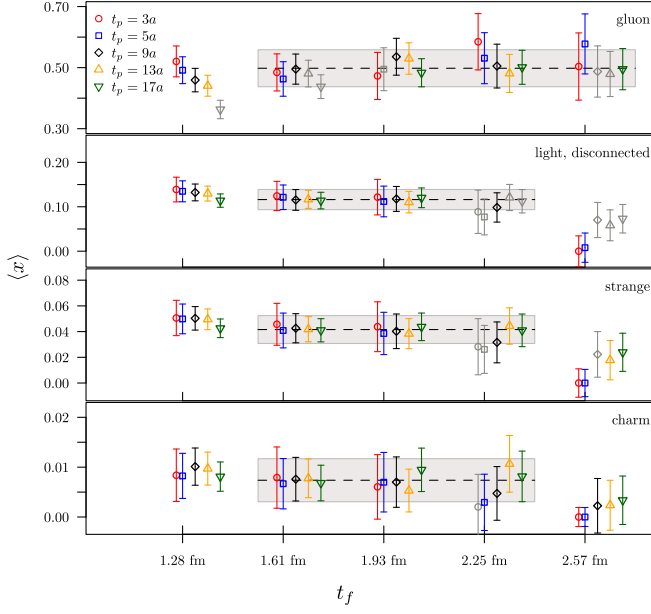 0.70
0.50
0.30
gluon
t_p = 3a
t_p = 5a
t_p = 9a
t_p = 13a
t_p = 17a
0.20
0.10
0.00
light, disconnected
0.08
0.06
0.04
0.02
0.00
strange
0.02
0.01
0.00
charm
⟨x⟩
1.28 fm
1.61 fm
1.93 fm
2.25 fm
2.57 fm
t_f